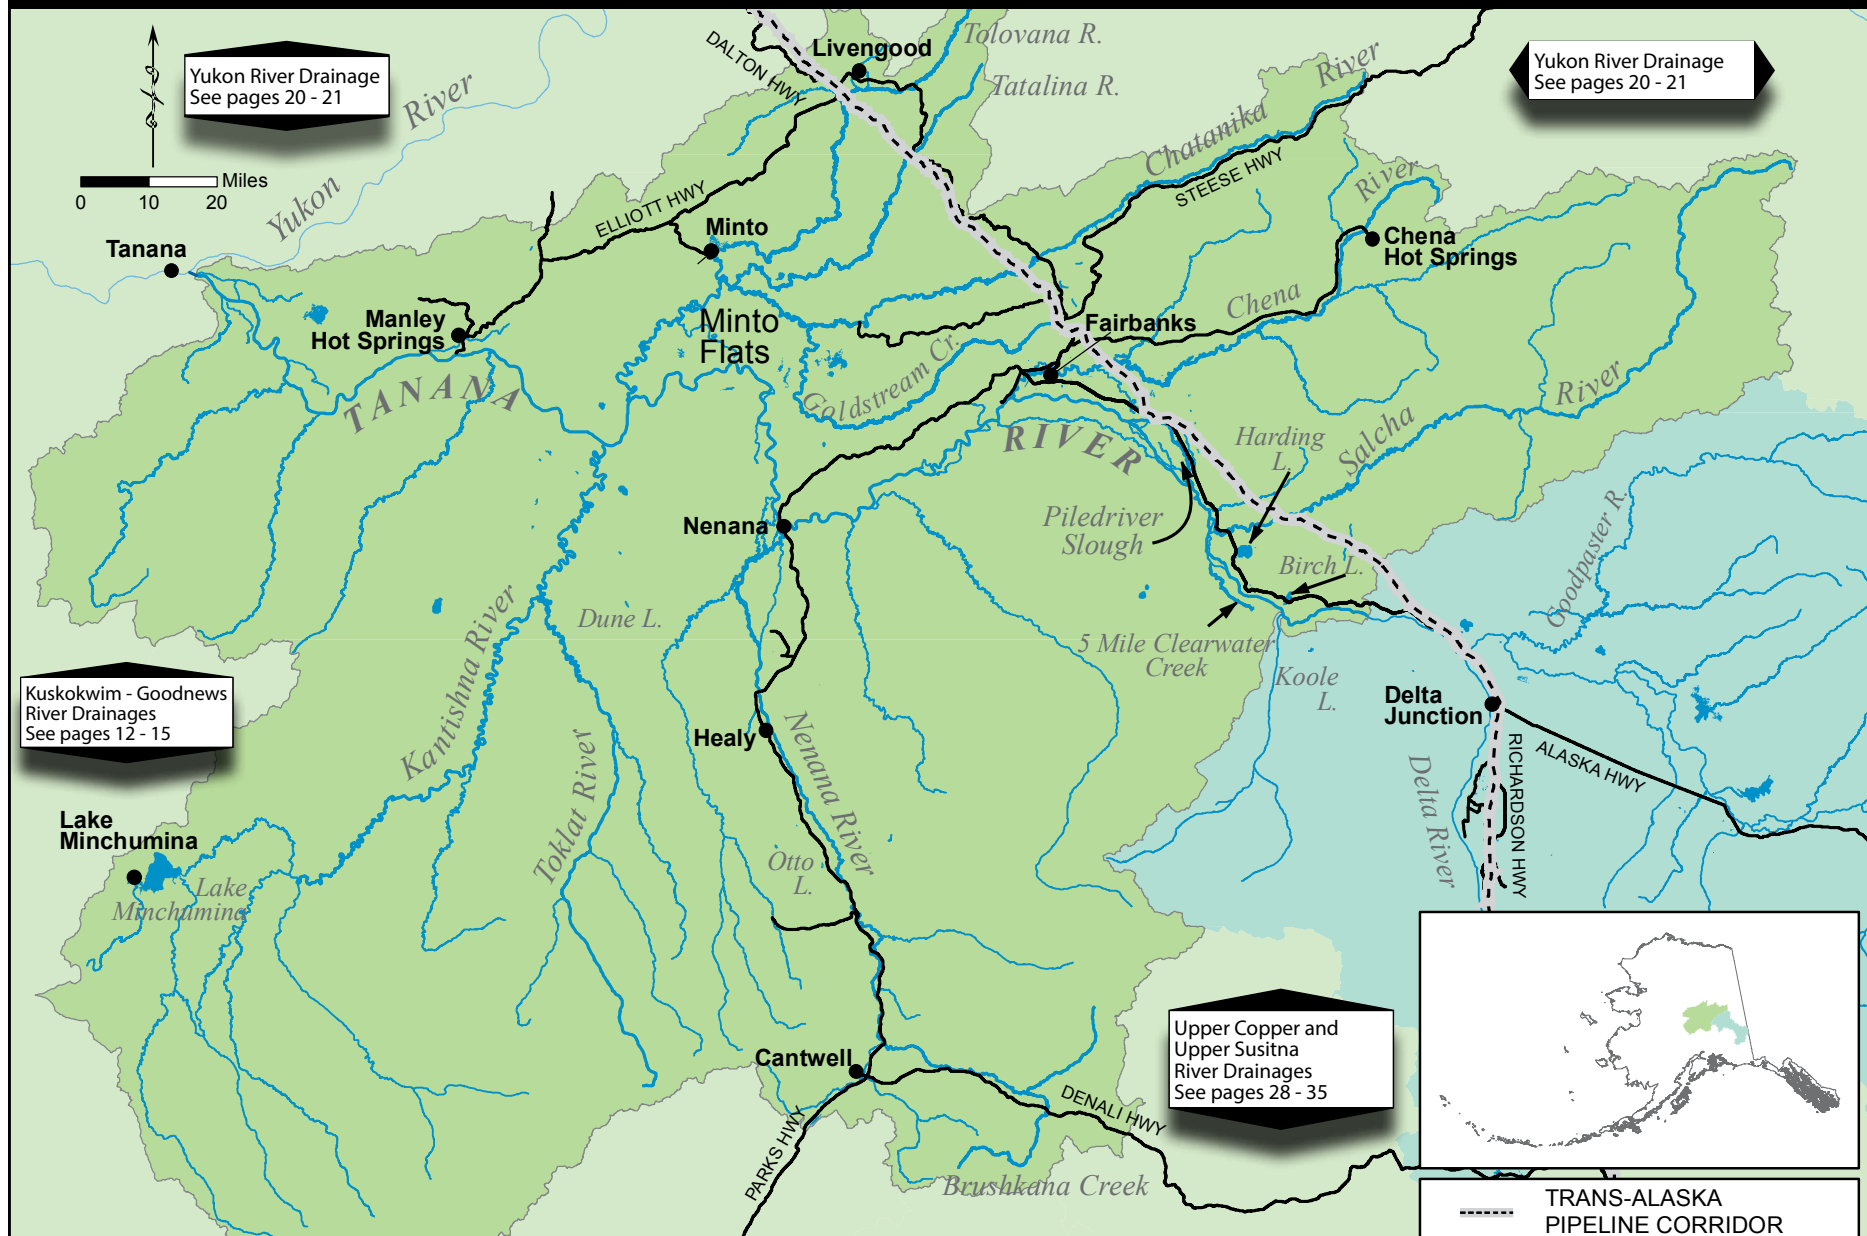 Yukon River Drainage
See pages 20 - 21
Yukon River Drainage
See pages 20 - 21
Miles
0 10 20
Yukon
River
DALTON HWY
Livengood
Tolovana R.
Tatalina R.
Chatanika
River
STEESE HWY
River
Chena
Hot Springs
Tanana
ELLIOTT HWY
Minto
Manley
Hot Springs
Minto
Flats
Chena
Fairbanks
Goldstream Cr.
TANANA
RIVER
Harding
L.
Salcha
River
Piledriver
Slough
Nenana
Birch L.
Goodpaster R.
Dune L.
5 Mile Clearwater
Creek
Koole
L.
Kuskokwim - Goodnews
River Drainages
See pages 12 - 15
Kantishna River
Toklat River
Healy
Nenana River
Delta
Junction
ALASKA HWY
RICHARDSON HWY
Delta River
Lake
Minchumina
Lake
Minchumina
Otto
L.
Cantwell
PARKS HWY
DENALI HWY
Brushkana Creek
Upper Copper and
Upper Susitna
River Drainages
See pages 28 - 35
TRANS-ALASKA
PIPELINE CORRIDOR